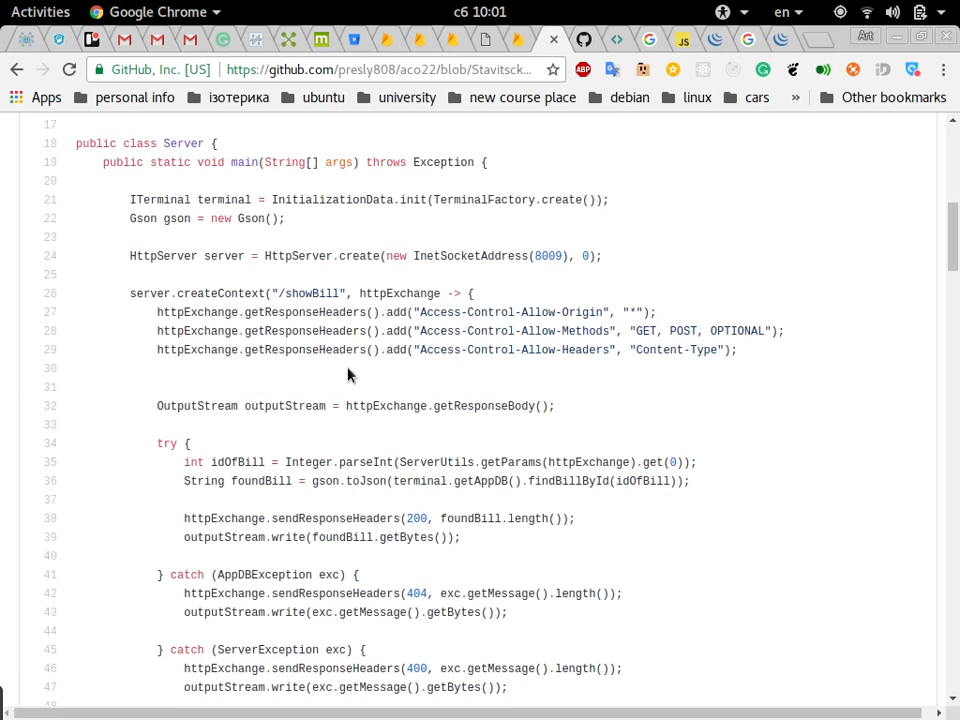 Activities Google Chrome сб 10:01 en
Art
GitHub, Inc. [US] https://github.com/presly808/aco22/blob/Stavitsck...
Apps personal info ізотерика ubuntu university new course place debian linux cars » Other bookmarks
17
18 public class Server {
19 public static void main(String[] args) throws Exception {
20
21 ITerminal terminal = InitializationData.init(TerminalFactory.create());
22 Gson gson = new Gson();
23
24 HttpServer server = HttpServer.create(new InetSocketAddress(8009), 0);
25
26 server.createContext("/showBill", httpExchange -> {
27 httpExchange.getResponseHeaders().add("Access-Control-Allow-Origin", "*");
28 httpExchange.getResponseHeaders().add("Access-Control-Allow-Methods", "GET, POST, OPTIONAL");
29 httpExchange.getResponseHeaders().add("Access-Control-Allow-Headers", "Content-Type");
30
31
32 OutputStream outputStream = httpExchange.getResponseBody();
33
34 try {
35 int idOfBill = Integer.parseInt(ServerUtils.getParams(httpExchange).get(0));
36 String foundBill = gson.toJson(terminal.getAppDB().findBillById(idOfBill));
37
38 httpExchange.sendResponseHeaders(200, foundBill.length());
39 outputStream.write(foundBill.getBytes());
40
41 } catch (AppDBException exc) {
42 httpExchange.sendResponseHeaders(404, exc.getMessage().length());
43 outputStream.write(exc.getMessage().getBytes());
44
45 } catch (ServerException exc) {
46 httpExchange.sendResponseHeaders(400, exc.getMessage().length());
47 outputStream.write(exc.getMessage().getBytes());